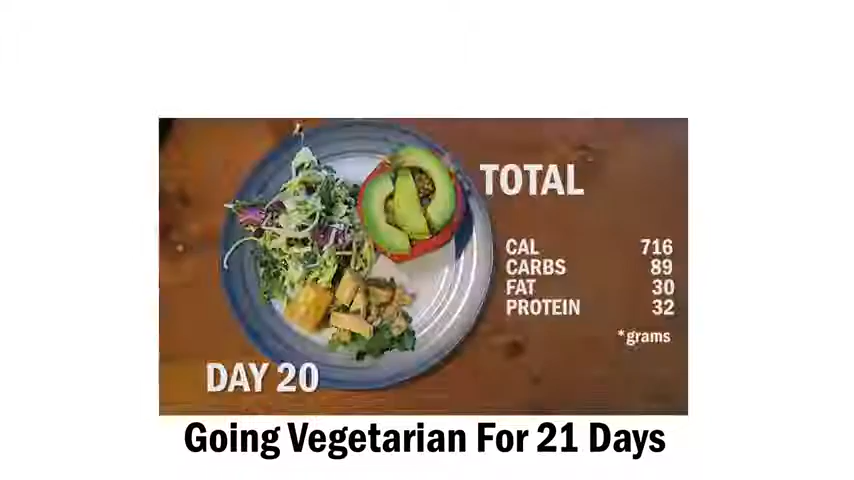 TOTAL
CAL 716
CARBS 89
FAT 30
PROTEIN 32
*grams
DAY 20
Going Vegetarian For 21 Days